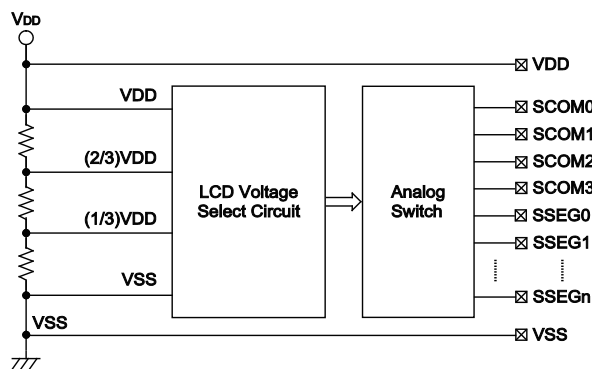 VDD
VDD
VDD
(2/3)VDD
(1/3)VDD
VSS
VSS
LCD Voltage
Select Circuit
Analog
Switch
SCOM0
SCOM1
SCOM2
SCOM3
SSEG0
SSEG1
SSEGn
VSS